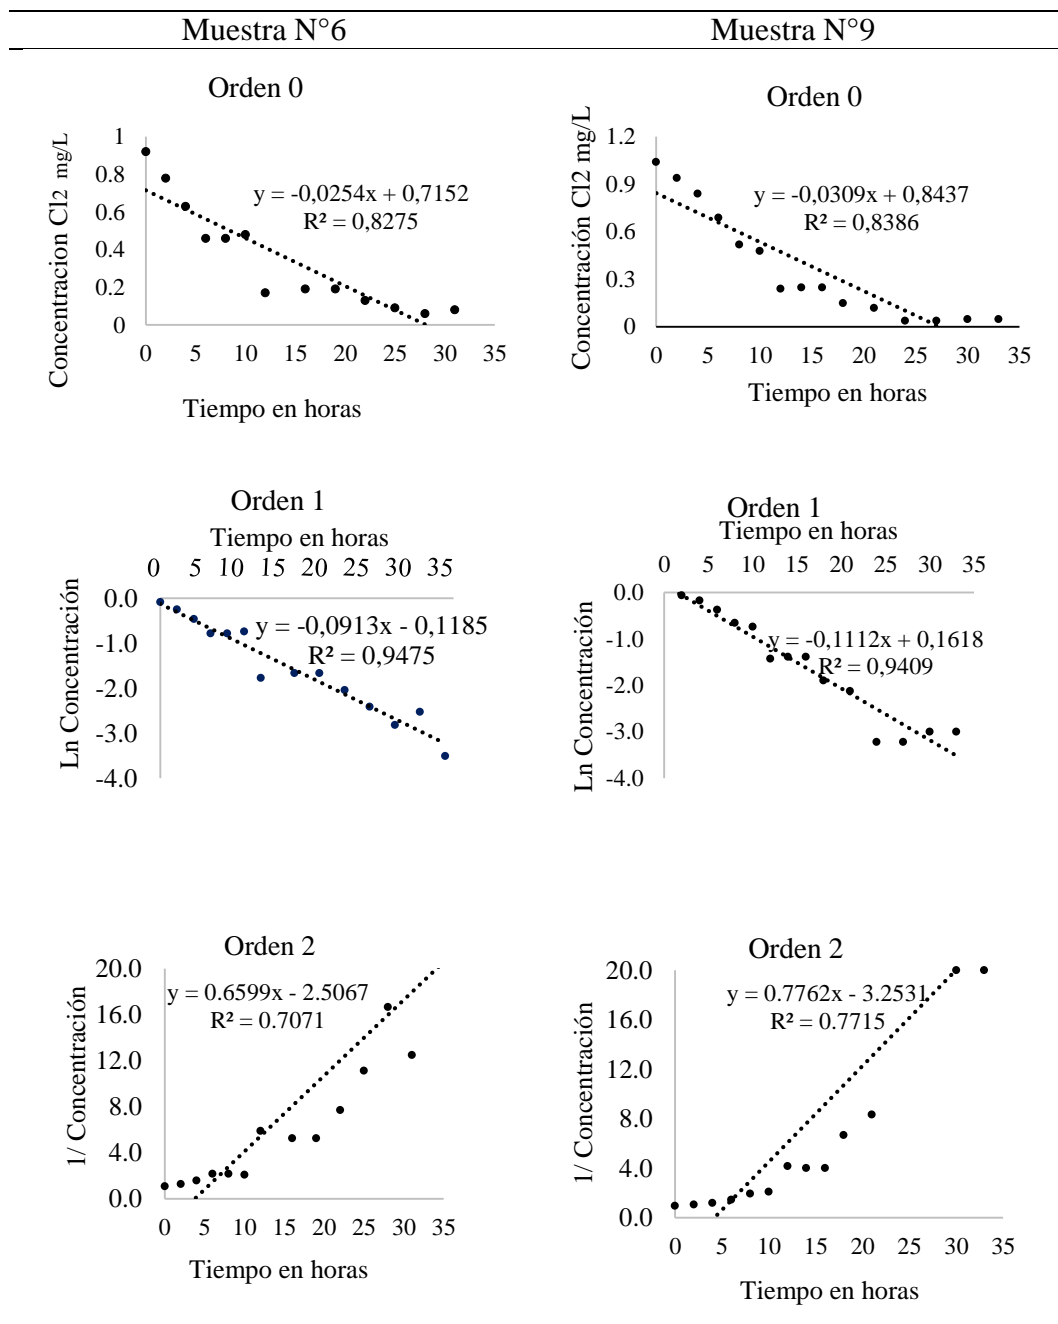 Muestra N°6
Muestra N°9
Orden 0
Concentracion Cl2 mg/L
1
0.8
0.6
0.4
0.2
0
y = -0,0254x + 0,7152
R² = 0,8275
0 5 10 15 20 25 30 35
Tiempo en horas
Orden 0
Concentración Cl2 mg/L
1.2
0.9
0.6
0.3
0
y = -0,0309x + 0,8437
R² = 0,8386
0 5 10 15 20 25 30 35
Tiempo en horas
Orden 1
Tiempo en horas
0 5 10 15 20 25 30 35
Ln Concentración
0.0
-1.0
-2.0
-3.0
-4.0
y = -0,0913x - 0,1185
R² = 0,9475
Orden 1
Tiempo en horas
0 5 10 15 20 25 30 35
Ln Concentración
0.0
-1.0
-2.0
-3.0
-4.0
y = -0,1112x + 0,1618
R² = 0,9409
Orden 2
1/ Concentración
20.0
16.0
12.0
8.0
4.0
0.0
y = 0.6599x - 2.5067
R² = 0.7071
0 5 10 15 20 25 30 35
Tiempo en horas
Orden 2
1/ Concentración
20.0
16.0
12.0
8.0
4.0
0.0
y = 0.7762x - 3.2531
R² = 0.7715
0 5 10 15 20 25 30 35
Tiempo en horas